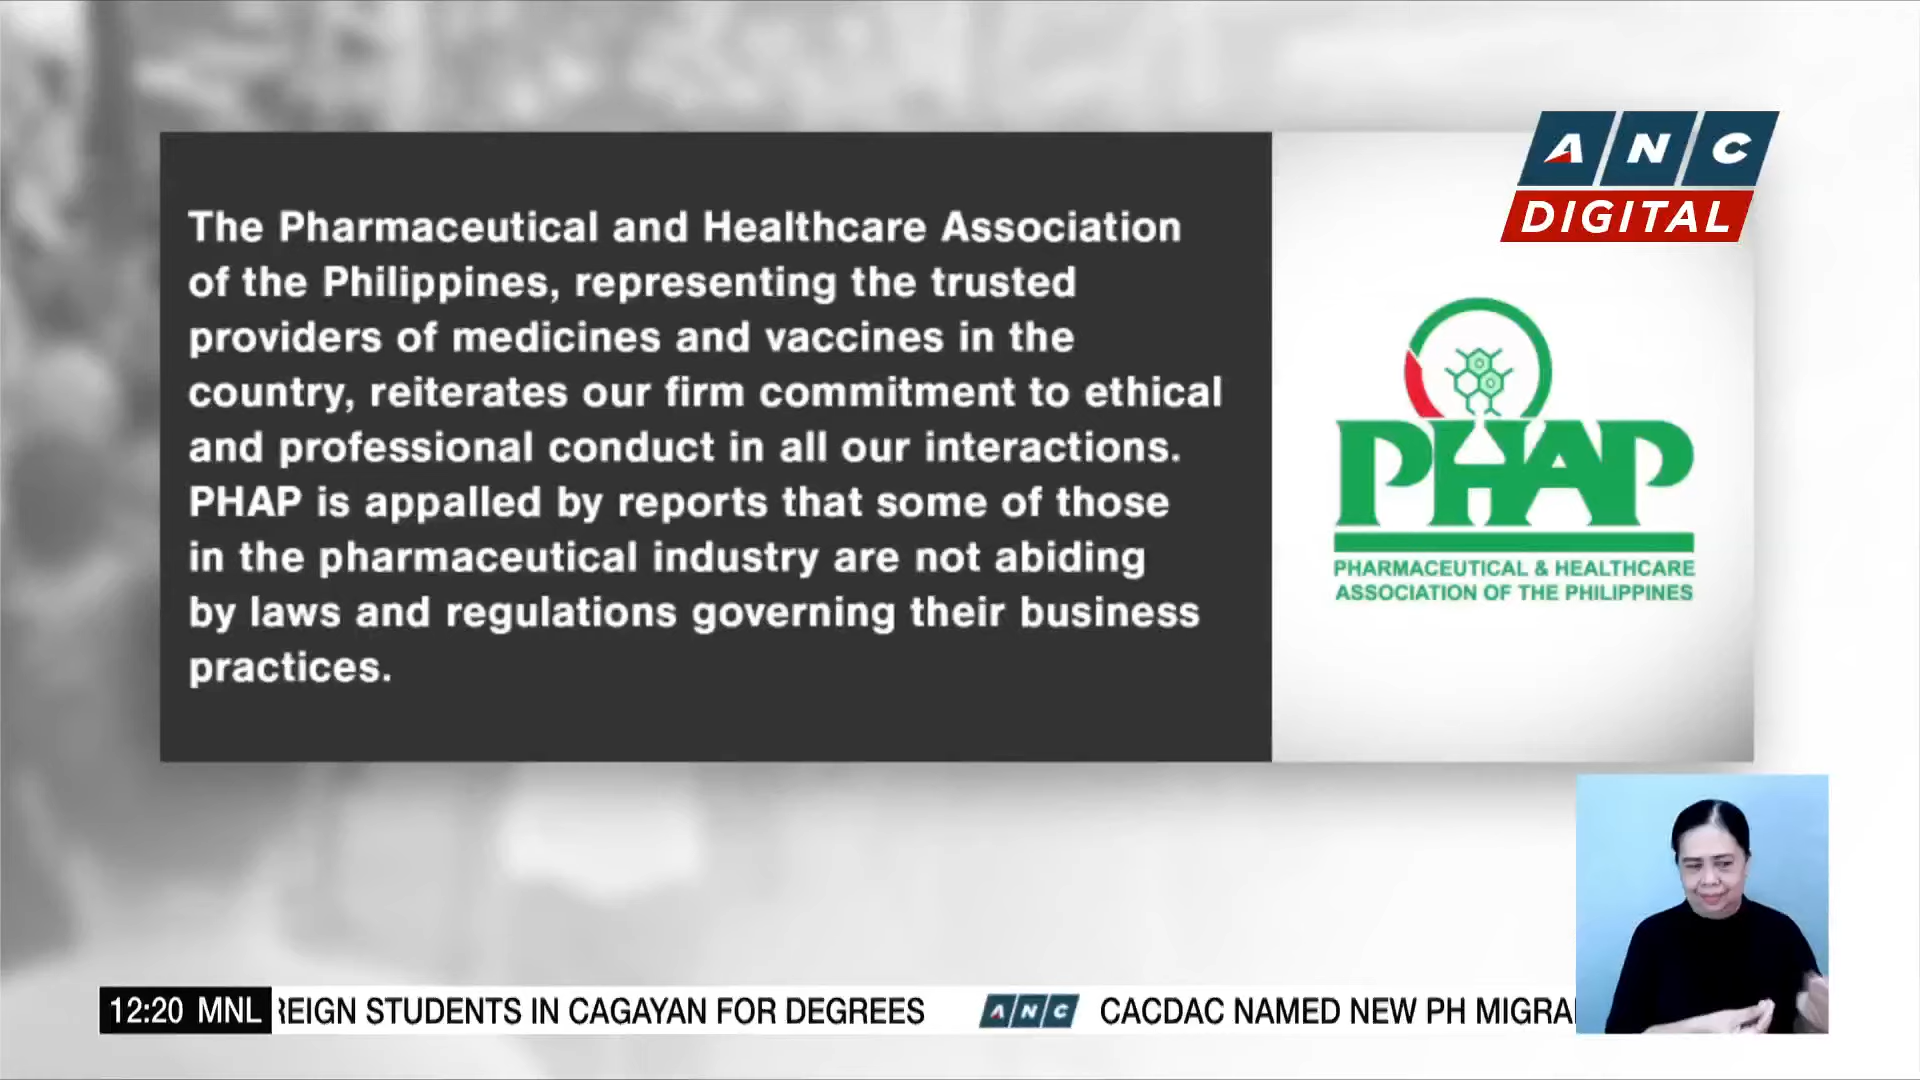 ANC
DIGITAL
The Pharmaceutical and Healthcare Association
of the Philippines, representing the trusted
providers of medicines and vaccines in the
country, reiterates our firm commitment to ethical
and professional conduct in all our interactions.
PHAP is appalled by reports that some of those
in the pharmaceutical industry are not abiding
by laws and regulations governing their business
practices.
PHAP
PHARMACEUTICAL & HEALTHCARE
ASSOCIATION OF THE PHILIPPINES
12:20 MNL REIGN STUDENTS IN CAGAYAN FOR DEGREES ANC CACDAC NAMED NEW PH MIGRA